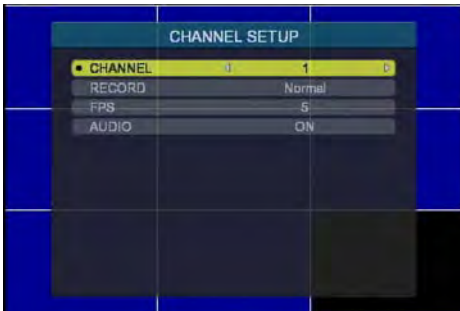 CHANNEL SETUP
• CHANNEL 1
RECORD Normal
FPS 5
AUDIO ON